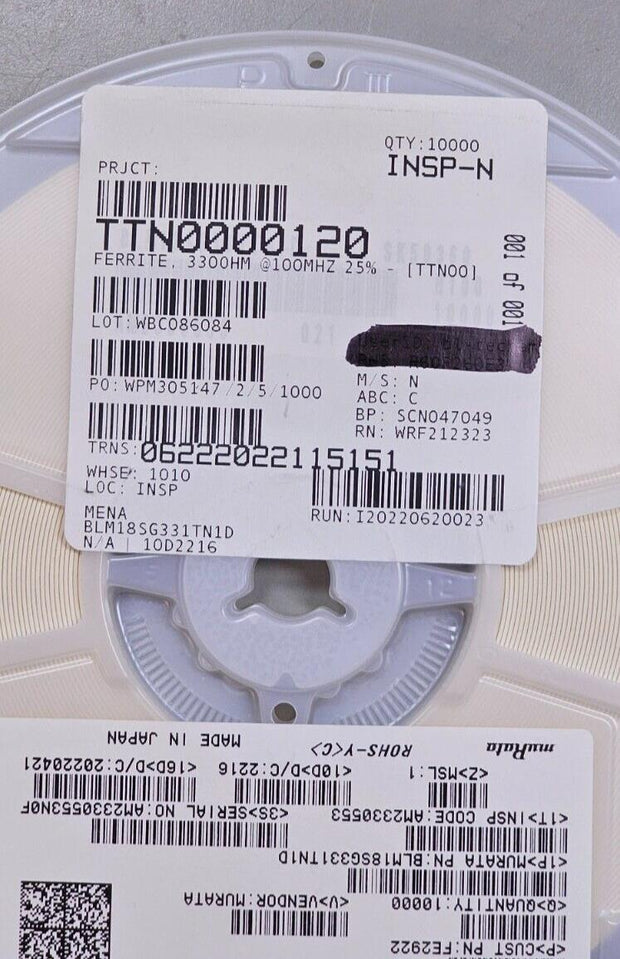 QTY:10000
INSP-N
PRJCT:
TTN0000120
FERRITE, 330OHM @100MHZ 25% - [TTN00]
001 of 001
LOT:WBC086084
PO:WPM305147/2/5/1000
M/S: N
ABC: C
BP: SCN047049
RN: WRF212323
TRNS:06222022115151
WHSE: 1010
LOC: INSP
RUN:I20220620023
MENA
BLM18SG331TN1D
N/A | 10D2216
muRata
ROHS-Y<C>
MADE IN JAPAN
<Z>MSL:1
<10D>D/C:2216
<16D>D/C:20220421
<1T>INSP CODE:AM2330553
<3S>SERIAL NO:AM2330553N0F
<1P>MURATA PN:BLM18SG331TN1D
<Q>QUANTITY:10000
<V>VENDOR:MURATA
<P>CUST PN:FE2922